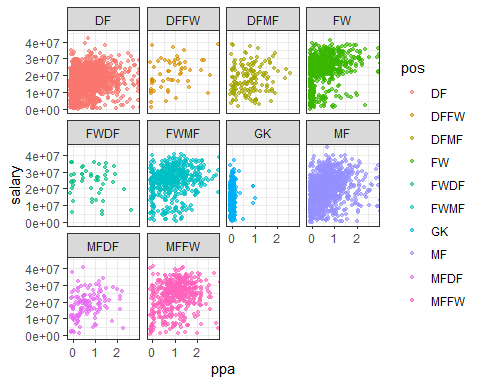 DF DFFW DFMF FW
4e+07
3e+07
2e+07
1e+07
0e+00
FWDF FWMF GK MF
4e+07
3e+07
2e+07
1e+07
0e+00
0 1 2 0 1 2
MFDF MFFW
4e+07
3e+07
2e+07
1e+07
0e+00
0 1 2 0 1 2
salary
ppa
pos
DF
DFFW
DFMF
FW
FWDF
FWMF
GK
MF
MFDF
MFFW